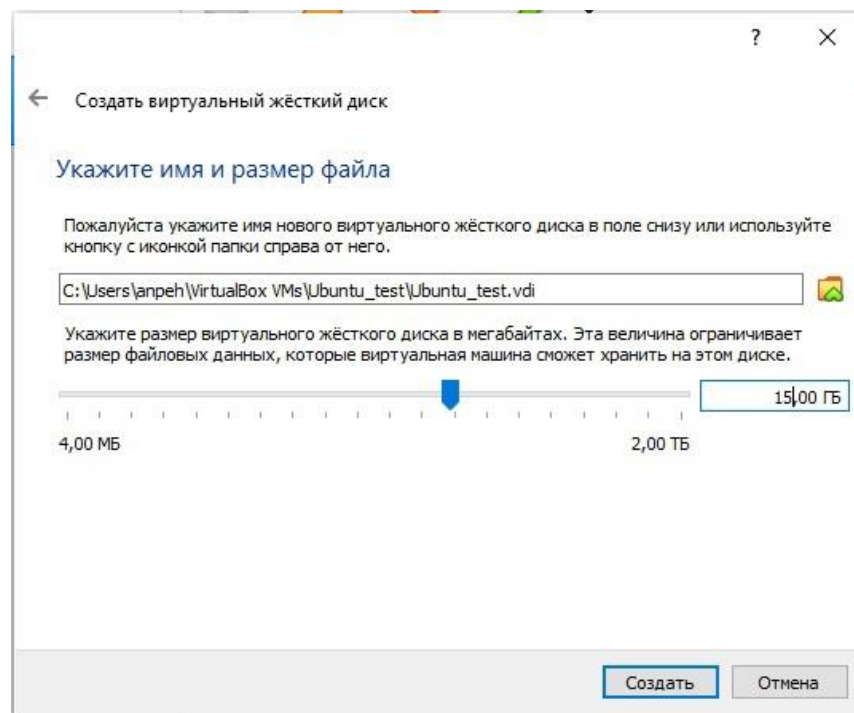 ?
Создать виртуальный жёсткий диск
Укажите имя и размер файла
Пожалуйста укажите имя нового виртуального жёсткого диска в поле снизу или используйте
кнопку с иконкой папки справа от него.
C:\Users\anpeh\VirtualBox VMs\Ubuntu_test\Ubuntu_test.vdi
Укажите размер виртуального жёсткого диска в мегабайтах. Эта величина ограничивает
размер файловых данных, которые виртуальная машина сможет хранить на этом диске.
15,00 ГБ
4,00 МБ 2,00 ТБ
Создать Отмена